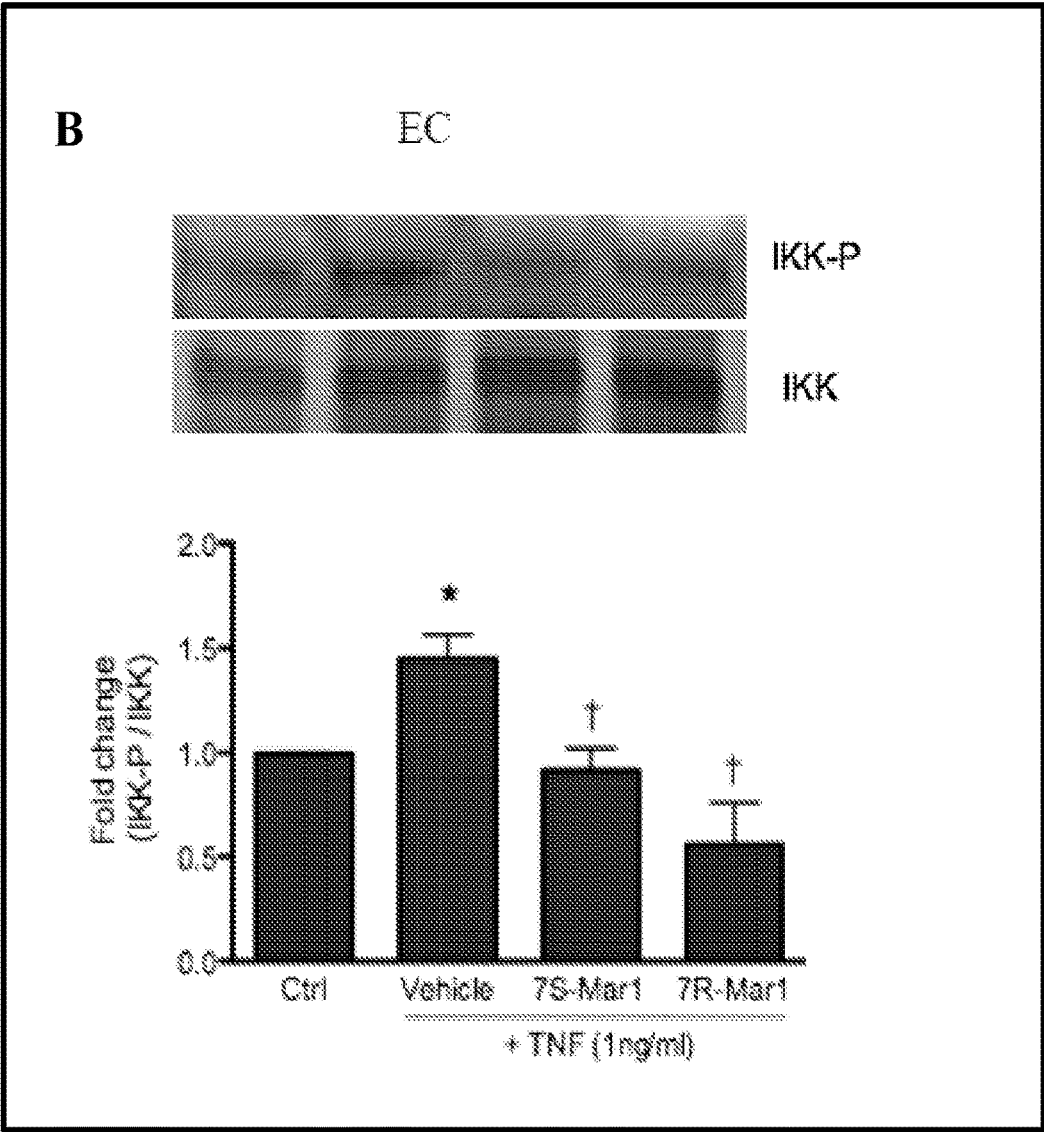 B
EC
IKK-P
IKK
2.0
1.5
1.0
0.5
0.0
Fold change
(IKK-P / IKK)
*
†
†
Ctrl Vehicle 7S-Mar1 7R-Mar1
+ TNF (1ng/ml)